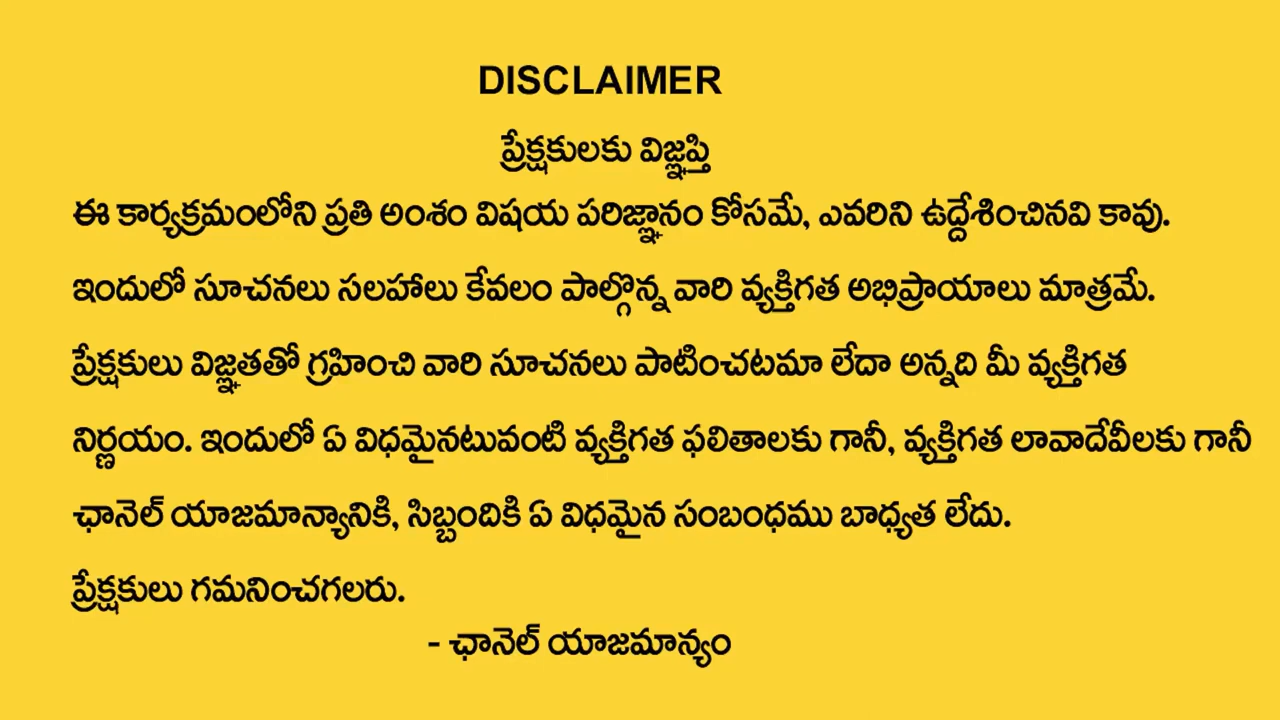 DISCLAIMER
ప్రేక్షకులకు విజ్ఞప్తి
ఈ కార్యక్రమంలోని ప్రతి అంశం విషయ పరిజ్ఞానం కోసమే, ఎవరిని ఉద్దేశించినవి కావు.
ఇందులో సూచనలు సలహాలు కేవలం పాల్గొన్న వారి వ్యక్తిగత అభిప్రాయాలు మాత్రమే.
ప్రేక్షకులు విజ్ఞతతో గ్రహించి వారి సూచనలు పాటించటమా లేదా అన్నది మీ వ్యక్తిగత
నిర్ణయం. ఇందులో ఏ విధమైనటువంటి వ్యక్తిగత ఫలితాలకు గానీ, వ్యక్తిగత లావాదేవీలకు గానీ
ఛానెల్ యాజమాన్యానికి, సిబ్బందికి ఏ విధమైన సంబంధము బాధ్యత లేదు.
ప్రేక్షకులు గమనించగలరు.
- ఛానెల్ యాజమాన్యం